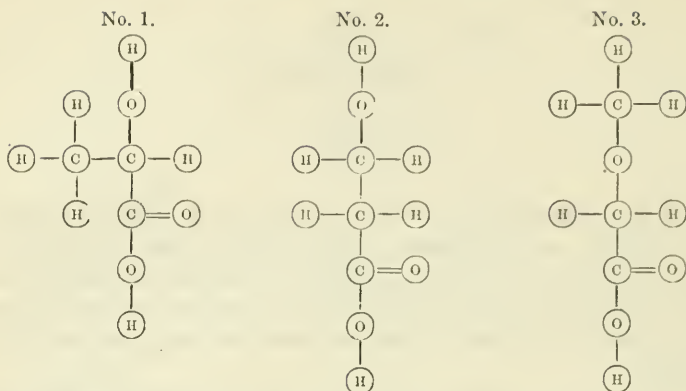 No. 1. No. 2. No. 3.
H H H
H O O H C H
H C C H H C H O
H C O H C H H C H
O C O C O
H O O
H H